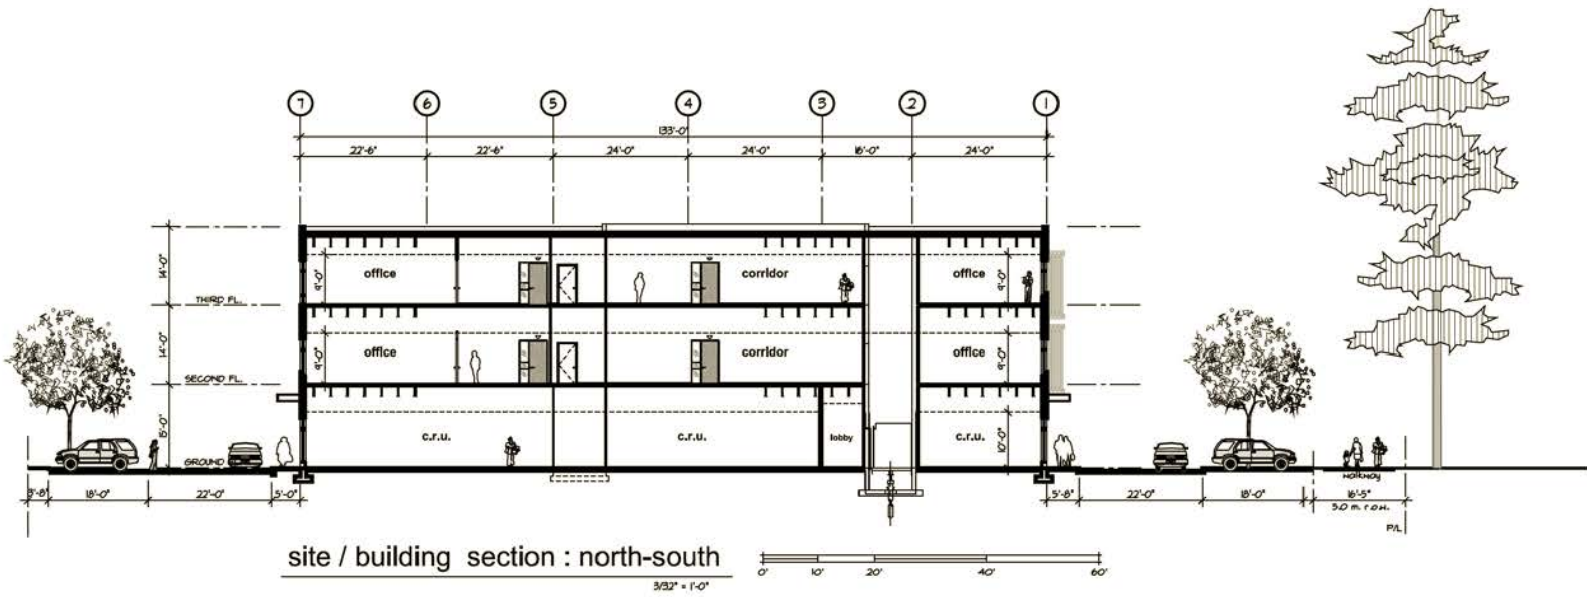 7 6 5 4 3 2 1
133'-0"
22'-6" 22'-6" 24'-0" 24'-0" 16'-0" 24'-0"
14'-0"
9'-0"
office
corridor
office
9'-0"
THIRD FL.
14'-0"
9'-0"
office
corridor
office
9'-0"
SECOND FL.
15'-0"
c.r.u.
c.r.u.
lobby
c.r.u.
10'-0"
GROUND
walkway
18'-0" 22'-0" 5'-0" 5'-8" 22'-0" 18'-0" 16'-5"
3.0 m. r.o.w.
P/L
site / building section : north-south
3/32" = 1'-0"
0' 10' 20' 40' 60'